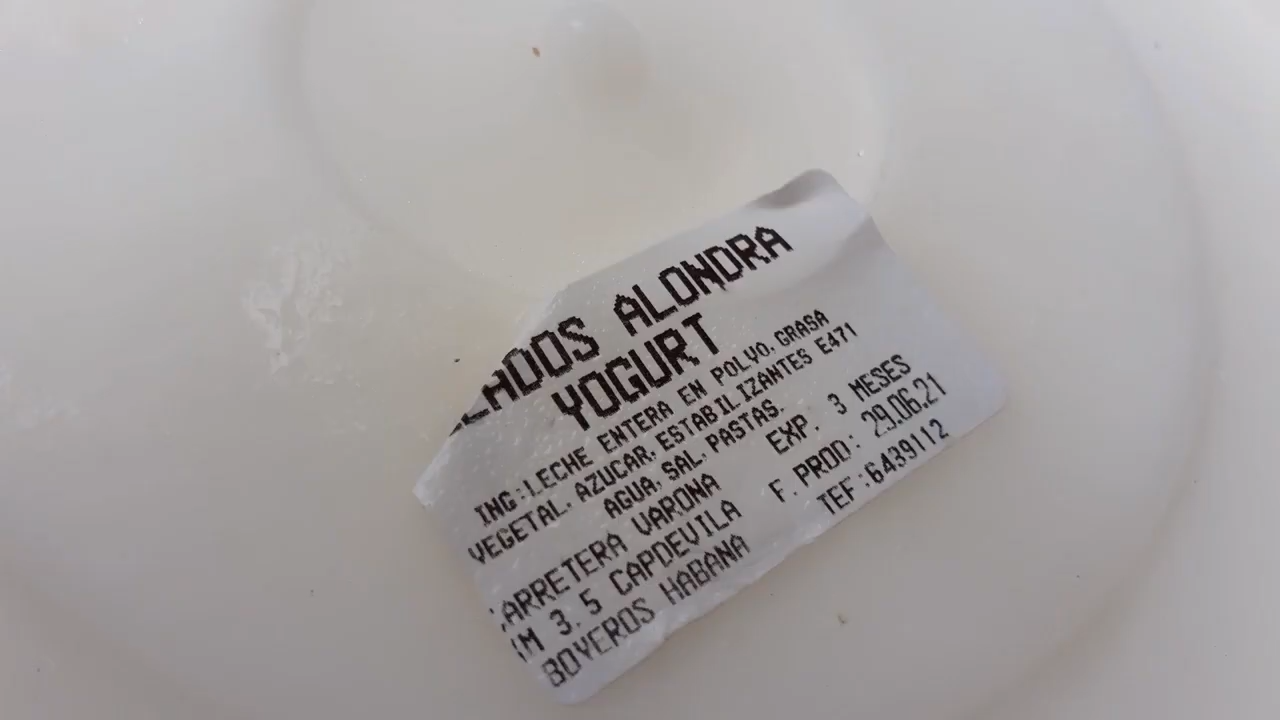 LADOS ALONDRA
YOGURT
ING:LECHE ENTERA EN POLVO, GRASA
VEGETAL, AZUCAR, ESTABILIZANTES E471
AGUA, SAL, PASTAS.
EXP: 3 MESES
F. PROD: 29.06.21
TEF:6439112
CARRETERA VARONA
KM 3.5 CAPDEVILA
BOYEROS HABANA